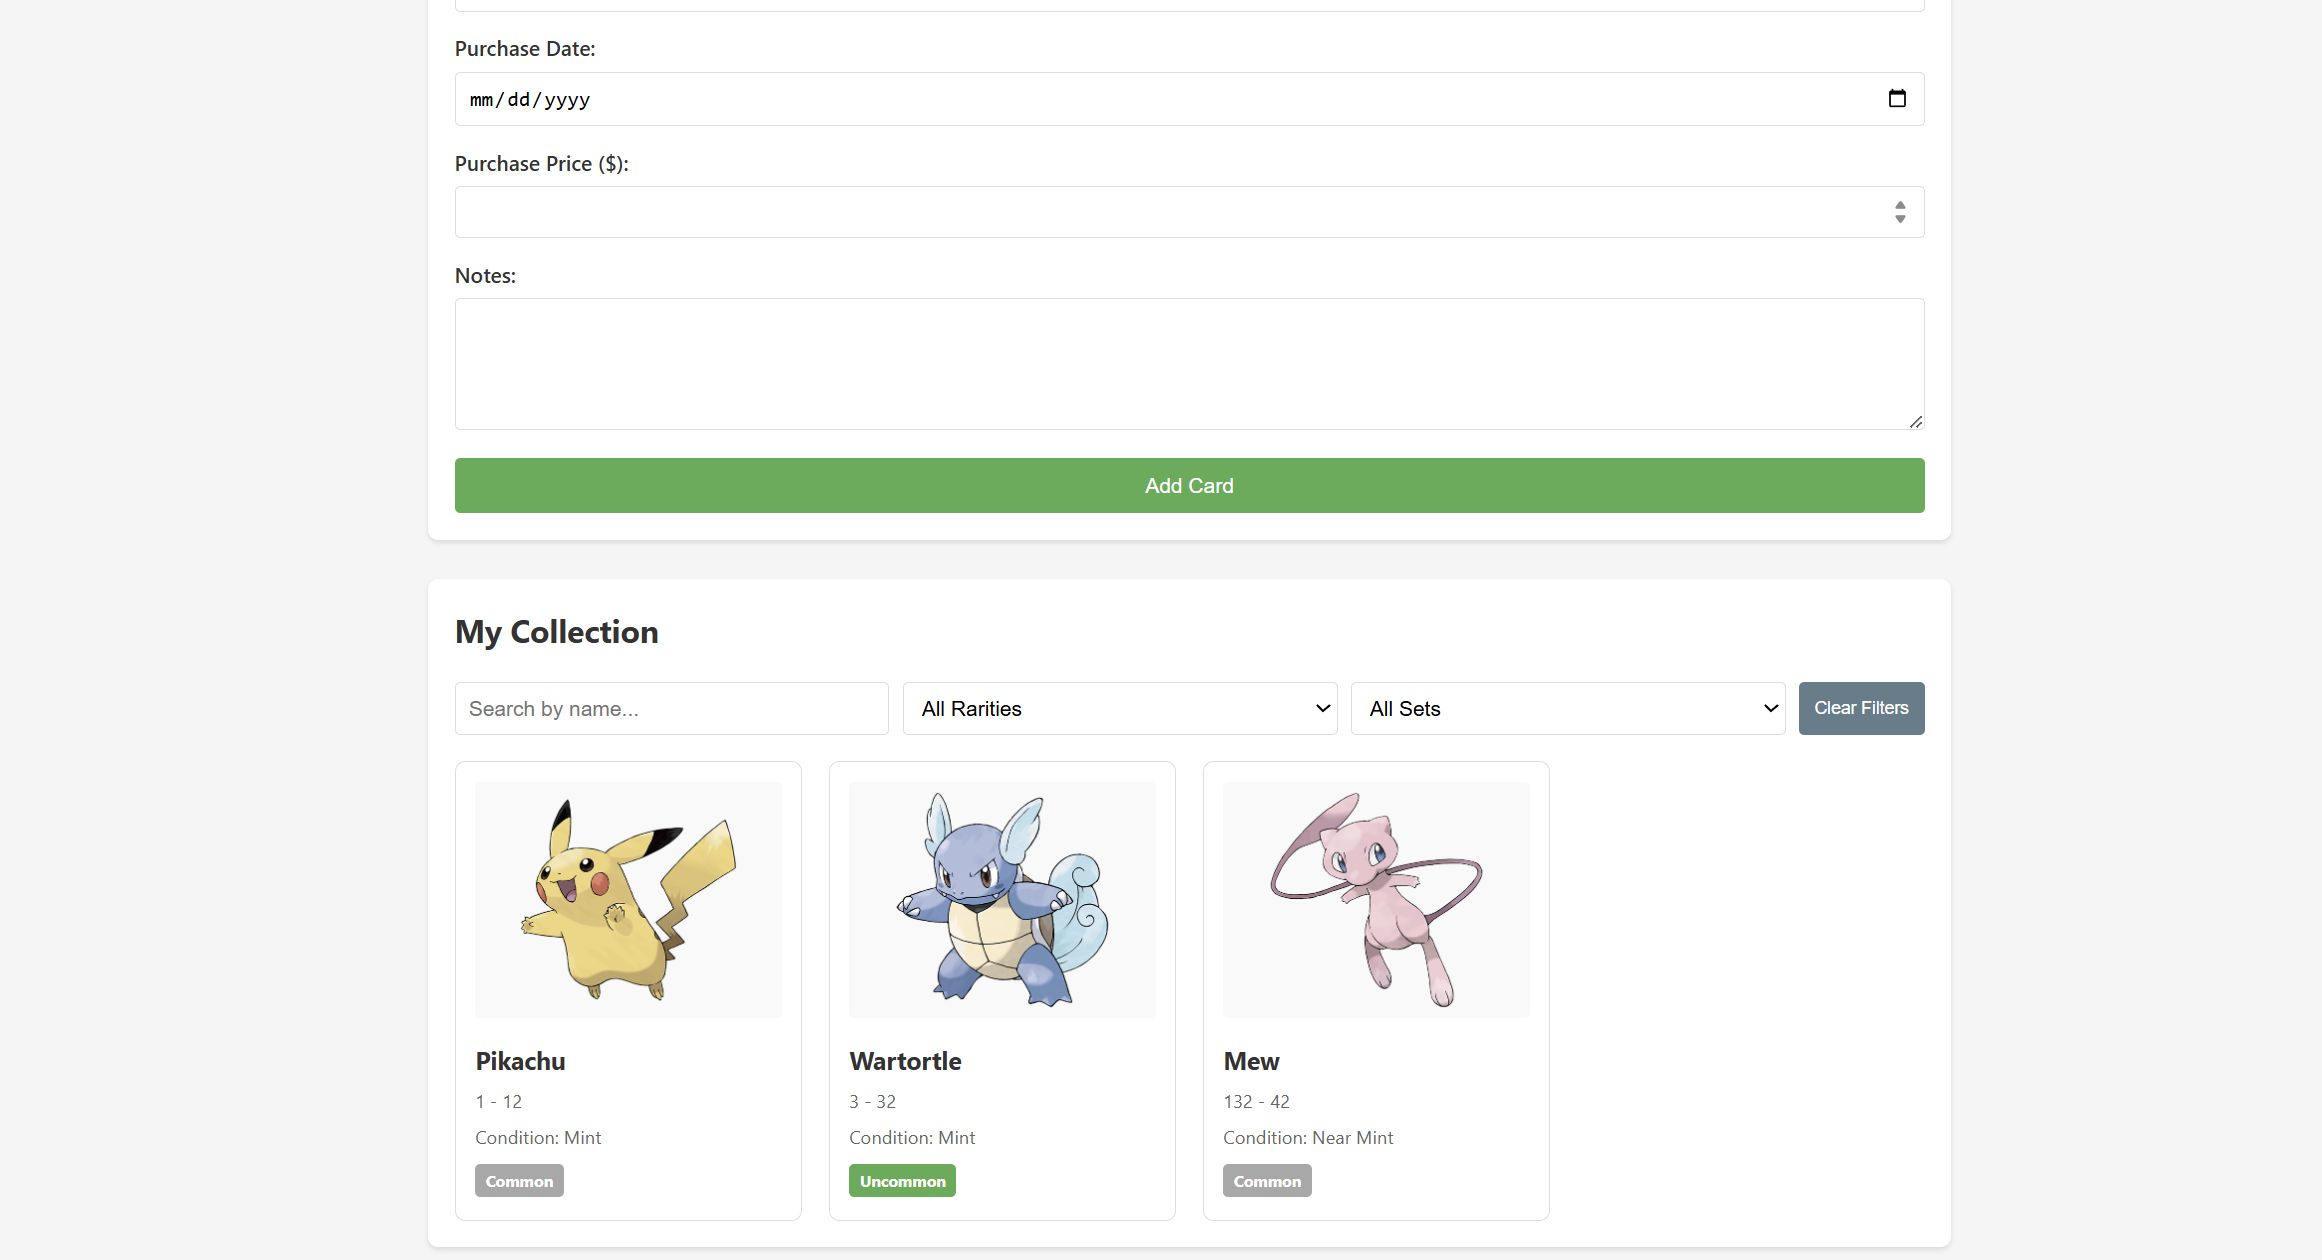 Purchase Date:
mm/dd/yyyy
Purchase Price ($):
Notes:
Add Card
My Collection
Search by name...
All Rarities
All Sets
Clear Filters
Pikachu
1 - 12
Condition: Mint
Common
Wartortle
3 - 32
Condition: Mint
Uncommon
Mew
132 - 42
Condition: Near Mint
Common